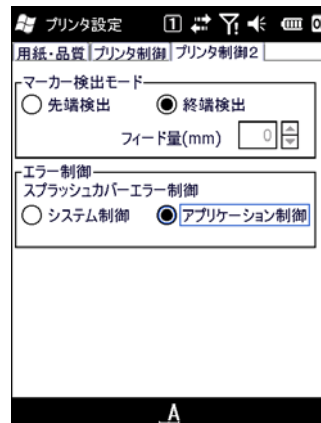 プリンタ設定 1
用紙・品質 プリンタ制御 プリンタ制御2
マーカー検出モード
先端検出 終端検出
フィード量(mm) 0
エラー制御
スプラッシュカバーエラー制御
システム制御 アプリケーション制御
A